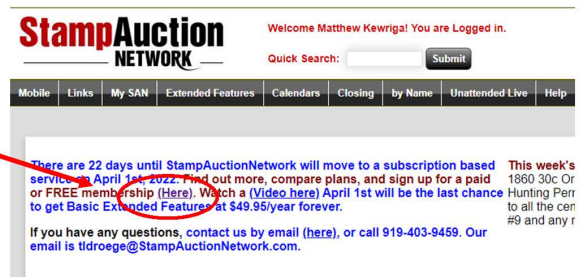 StampAuction
NETWORK
Welcome Matthew Kewriga! You are Logged in.
Quick Search: Submit
Mobile Links My SAN Extended Features Calendars Closing by Name Unattended Live Help
There are 22 days until StampAuctionNetwork will move to a subscription based
service on April 1st, 2022. Find out more, compare plans, and sign up for a paid
or FREE membership (Here). Watch a (Video here) April 1st will be the last chance
to get Basic Extended Features at $49.95/year forever.
If you have any questions, contact us by email (here), or call 919-403-9459. Our
email is tldroege@StampAuctionNetwork.com.
This week's
1860 30c Or
Hunting Perr
to all the cen
#9 and any r